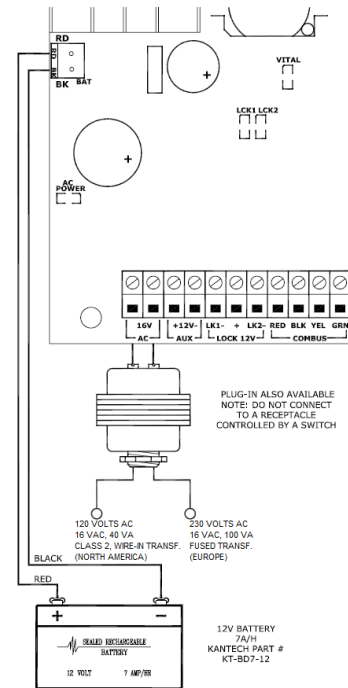 RD
RD
BK
BK
BAT
VITAL
+
LCK1 LCK2
+
AC
POWER
16V +12V- LK1- + LK2- RED BLK YEL GRN
AC AUX LOCK 12V COMBUS
PLUG-IN ALSO AVAILABLE
NOTE: DO NOT CONNECT
TO A RECEPTACLE
CONTROLLED BY A SWITCH
120 VOLTS AC
16 VAC, 40 VA
CLASS 2, WIRE-IN TRANSF.
(NORTH AMERICA)
230 VOLTS AC
16 VAC, 100 VA
FUSED TRANSF.
(EUROPE)
BLACK
RED
+ −
SEALED RECHARGEABLE
BATTERY
12 VOLT 7 AMP/HR
12V BATTERY
7A/H
KANTECH PART #
KT-BD7-12